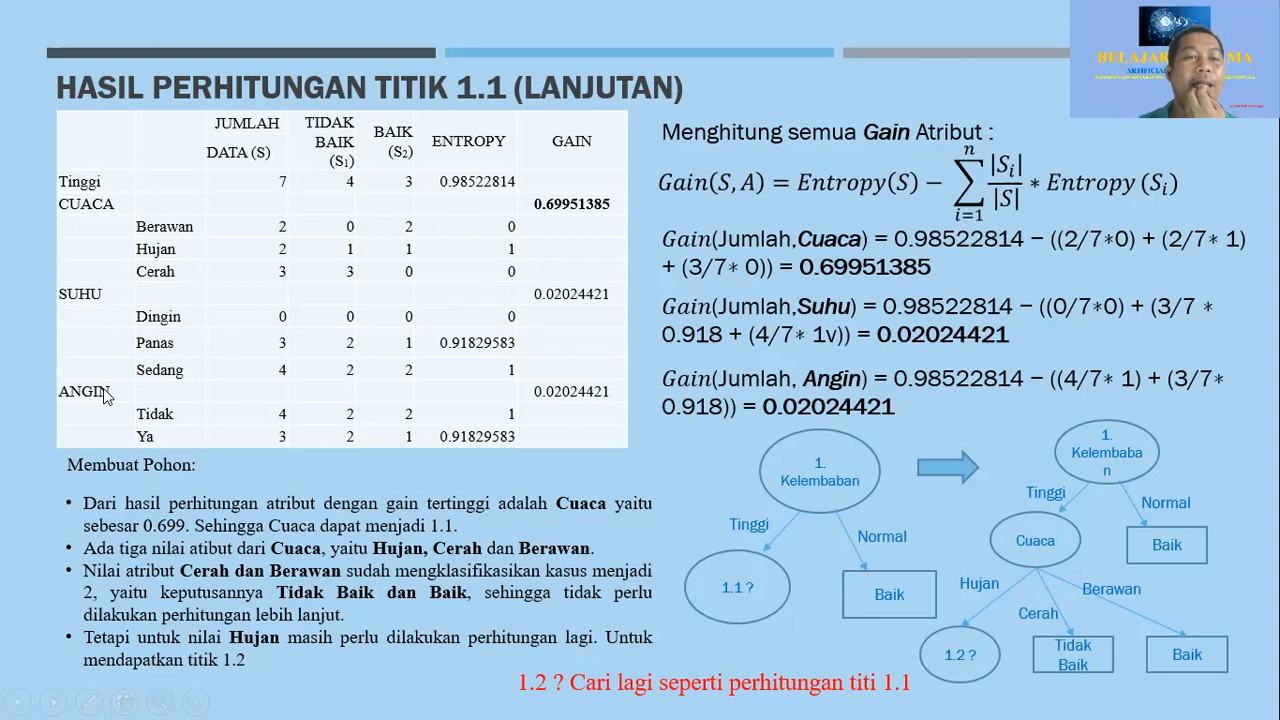 HASIL PERHITUNGAN TITIK 1.1 (LANJUTAN)
JUMLAH DATA (S) TIDAK BAIK (S1) BAIK (S2) ENTROPY GAIN
Tinggi 7 4 3 0.98522814
CUACA 0.69951385
Berawan 2 0 2 0
Hujan 2 1 1 1
Cerah 3 3 0 0
SUHU 0.02024421
Dingin 0 0 0 0
Panas 3 2 1 0.91829583
Sedang 4 2 2 1
ANGIN 0.02024421
Tidak 4 2 2 1
Ya 3 2 1 0.91829583
Membuat Pohon:
• Dari hasil perhitungan atribut dengan gain tertinggi adalah Cuaca yaitu
sebesar 0.699. Sehingga Cuaca dapat menjadi 1.1.
• Ada tiga nilai atibut dari Cuaca, yaitu Hujan, Cerah dan Berawan.
• Nilai atribut Cerah dan Berawan sudah mengklasifikasikan kasus menjadi
2, yaitu keputusannya Tidak Baik dan Baik, sehingga tidak perlu
dilakukan perhitungan lebih lanjut.
• Tetapi untuk nilai Hujan masih perlu dilakukan perhitungan lagi. Untuk
mendapatkan titik 1.2
Menghitung semua Gain Atribut :
Gain(S, A) = Entropy(S) − ∑ i=1 n |Si| / |S| * Entropy (Si)
Gain(Jumlah,Cuaca) = 0.98522814 − ((2/7*0) + (2/7* 1)
+ (3/7* 0)) = 0.69951385
Gain(Jumlah,Suhu) = 0.98522814 − ((0/7*0) + (3/7 *
0.918 + (4/7* 1v)) = 0.02024421
Gain(Jumlah, Angin) = 0.98522814 − ((4/7* 1) + (3/7*
0.918)) = 0.02024421
1.
Kelembaban
Tinggi
Normal
1.1 ?
Baik
1.
Kelembaba
n
Tinggi
Normal
Cuaca
Baik
Hujan
Cerah
Berawan
1.2 ?
Tidak
Baik
Baik
1.2 ? Cari lagi seperti perhitungan titi 1.1